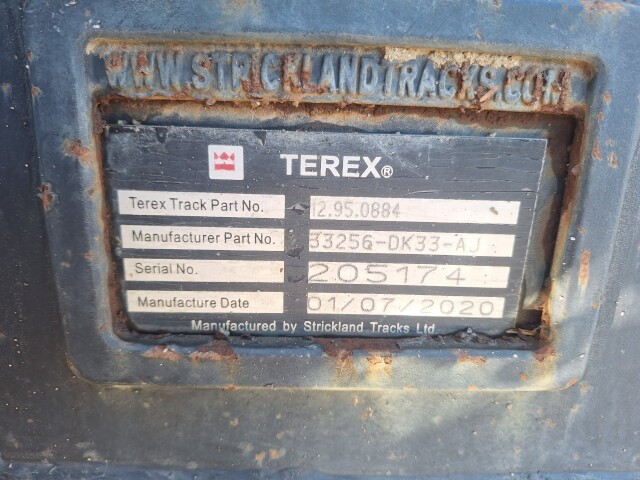 WWW.STRICKLANDTRACKS.COM
TEREX®
Terex Track Part No. 12.95.0884
Manufacturer Part No. 33256-DK33-AJ
Serial No. 205174
Manufacture Date 01/07/2020
Manufactured by Strickland Tracks Ltd.